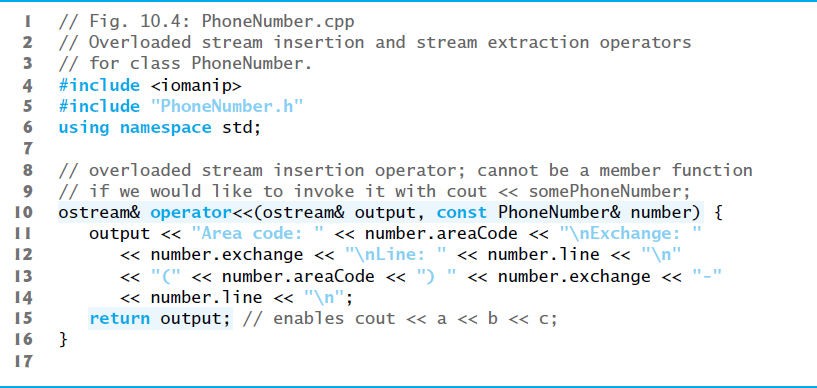 1 // Fig. 10.4: PhoneNumber.cpp
2 // Overloaded stream insertion and stream extraction operators
3 // for class PhoneNumber.
4 #include <iomanip>
5 #include "PhoneNumber.h"
6 using namespace std;
7
8 // overloaded stream insertion operator; cannot be a member function
9 // if we would like to invoke it with cout << somePhoneNumber;
10 ostream& operator<<(ostream& output, const PhoneNumber& number) {
11    output << "Area code: " << number.areaCode << "\nExchange: "
12       << number.exchange << "\nLine: " << number.line << "\n"
13       << "(" << number.areaCode << ") " << number.exchange << "-"
14       << number.line << "\n";
15    return output; // enables cout << a << b << c;
16 }
17